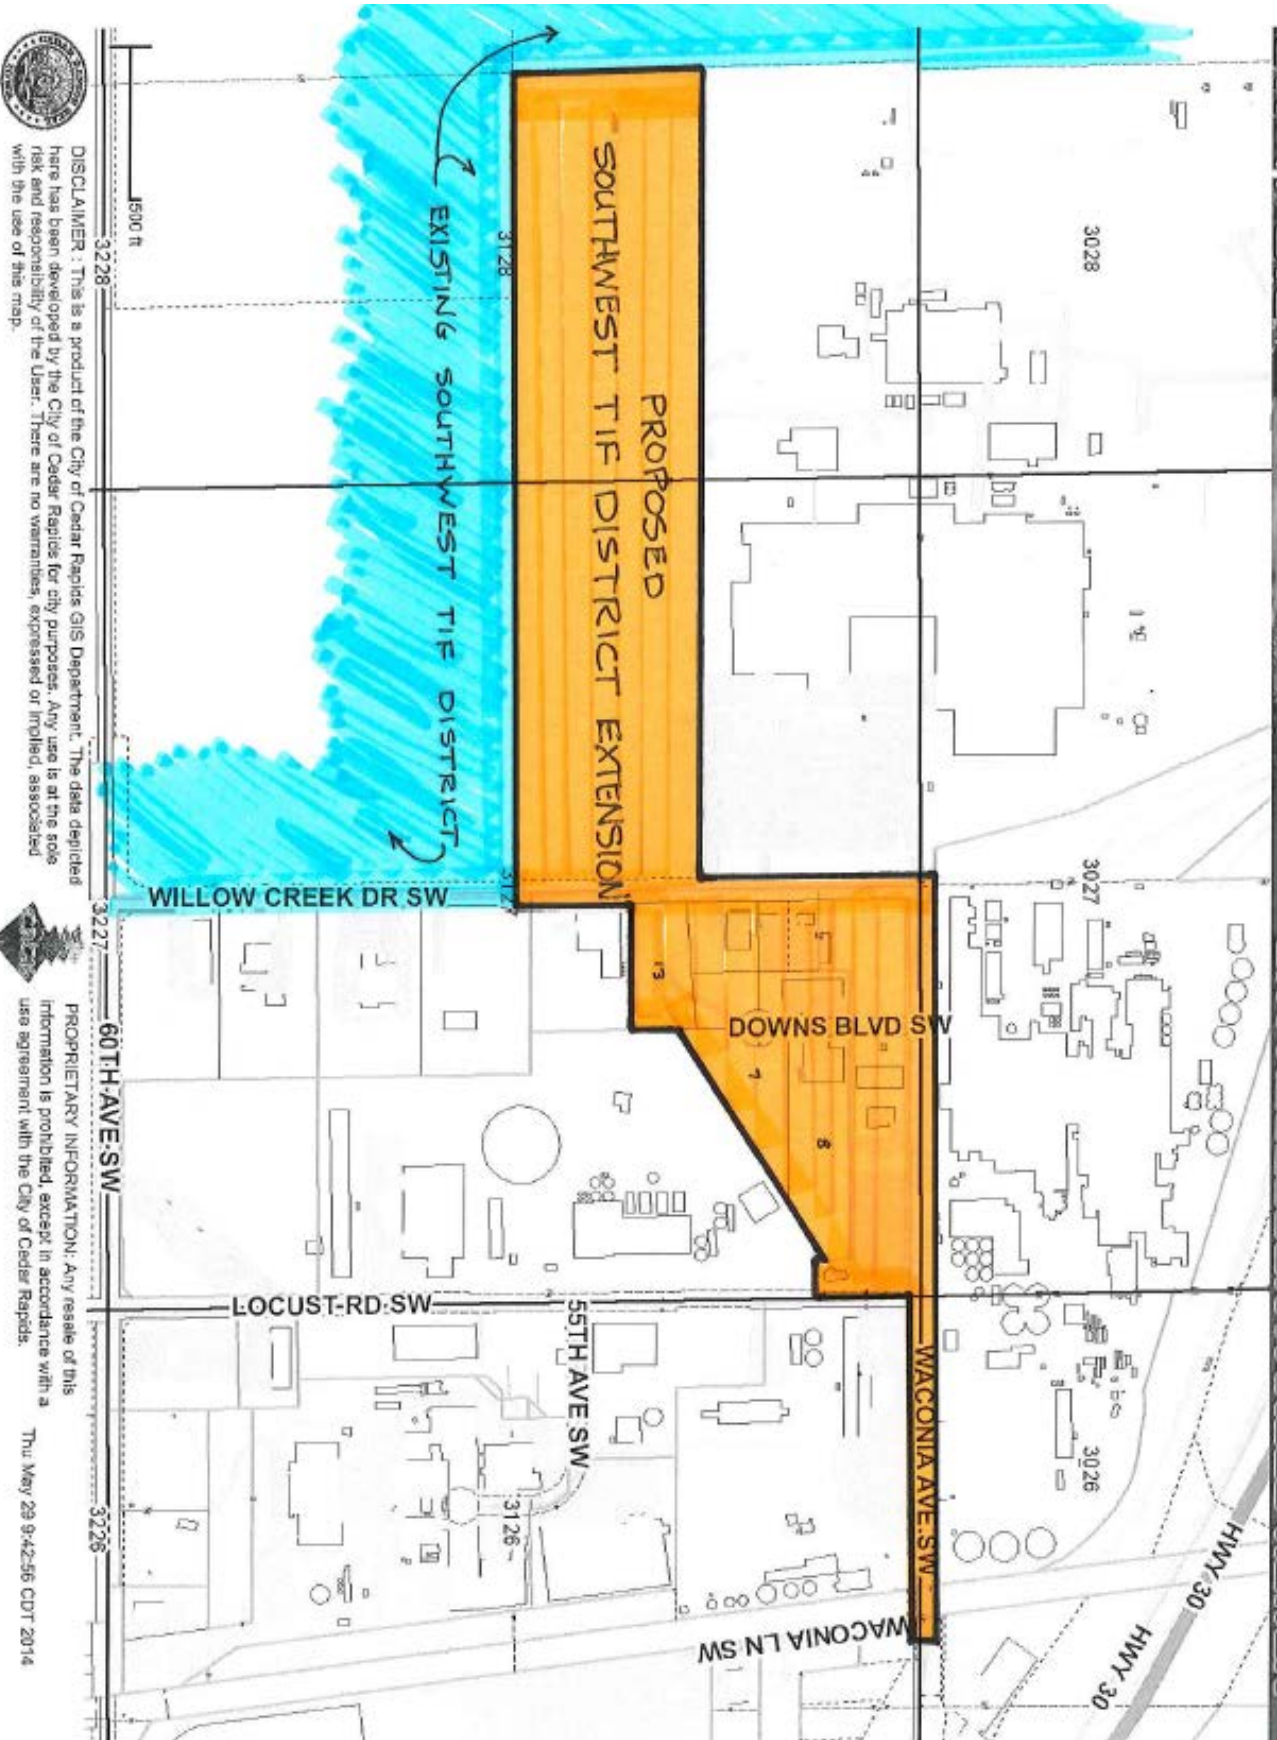 PROPOSED
SOUTHWEST TIF DISTRICT EXTENSION
EXISTING SOUTHWEST TIF DISTRICT
3028
3027
3026
3128
3126
3228
3227
3226
WILLOW CREEK DR SW
DOWNS BLVD SW
LOCUST RD SW
55TH AVE SW
60TH AVE SW
WACONIA AVE SW
WACONIA LN SW
HWY 30
HWY 30
13
7
8
1500 ft
DISCLAIMER : This is a product of the City of Cedar Rapids GIS Department. The data depicted
here has been developed by the City of Cedar Rapids for city purposes. Any use is at the sole
risk and responsibility of the User. There are no warranties, expressed or implied, associated
with the use of this map.
PROPRIETARY INFORMATION: Any resale of this
information is prohibited, except in accordance with a
use agreement with the City of Cedar Rapids.
Thu May 29 9:42:56 CDT 2014